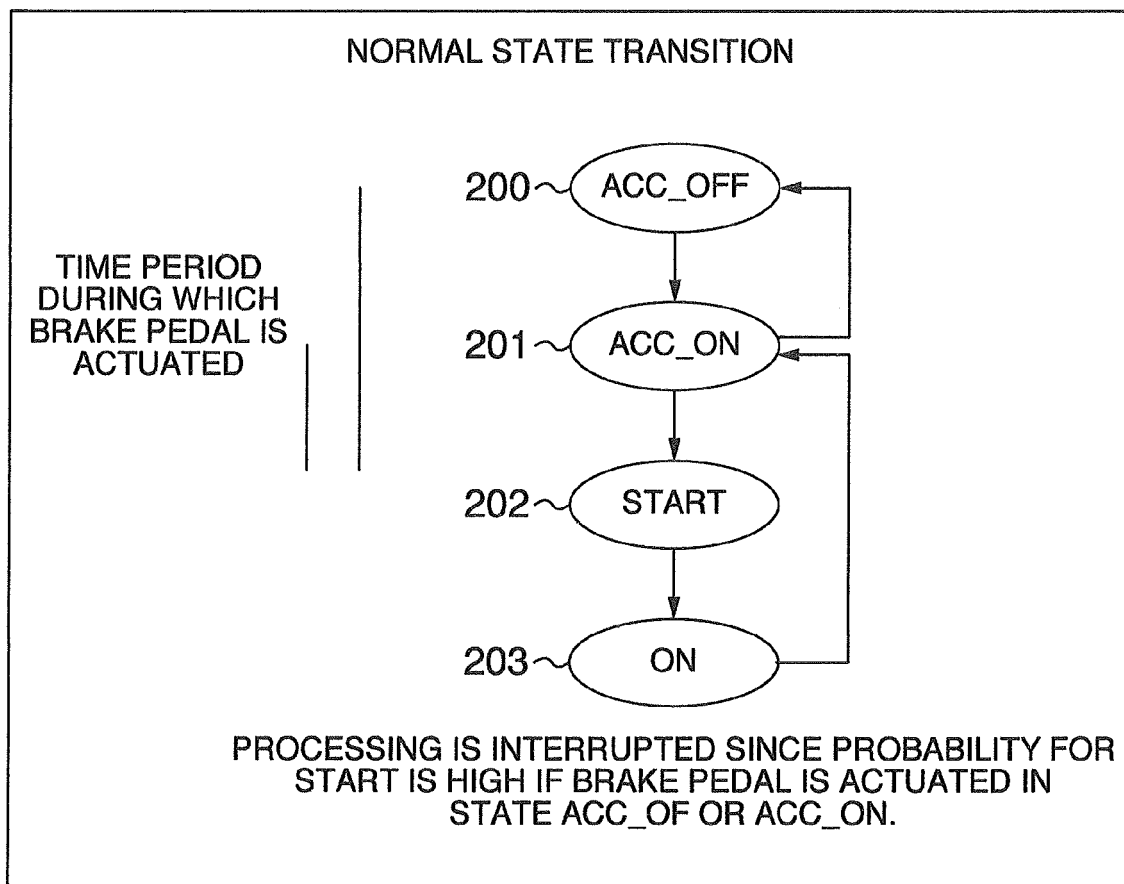 NORMAL STATE TRANSITION
200
ACC_OFF
TIME PERIOD
DURING WHICH
BRAKE PEDAL IS
ACTUATED
201
ACC_ON
202
START
203
ON
PROCESSING IS INTERRUPTED SINCE PROBABILITY FOR
START IS HIGH IF BRAKE PEDAL IS ACTUATED IN
STATE ACC_OF OR ACC_ON.